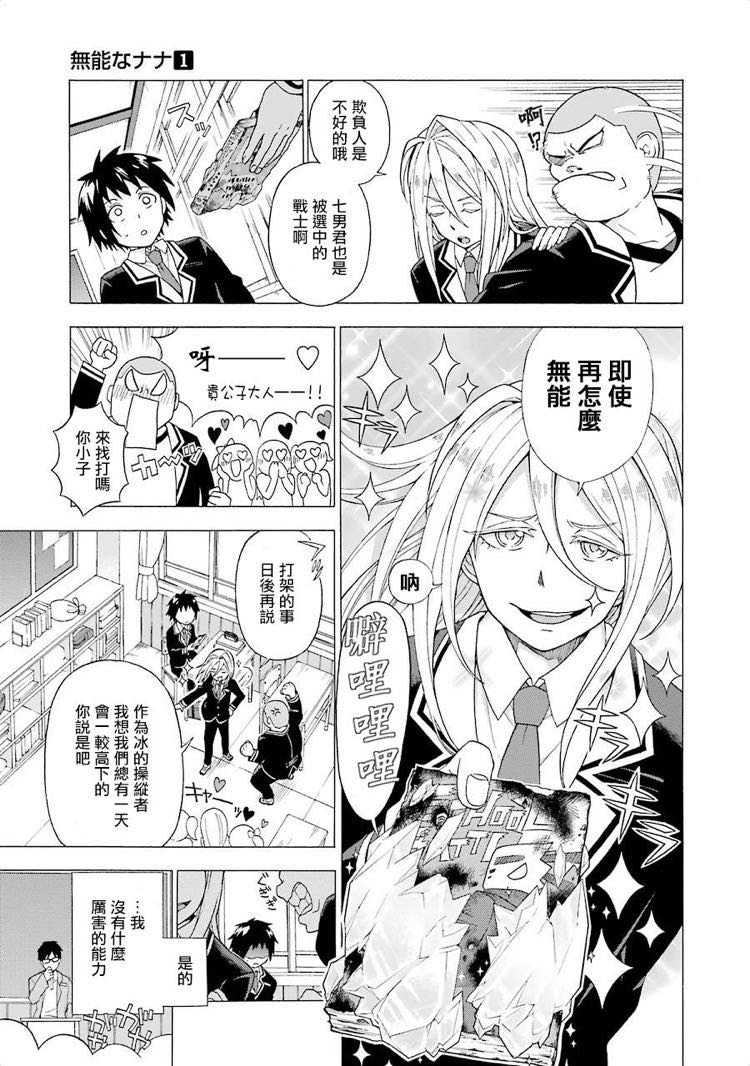 無能なナナ1
啊!?
欺負人是
不好的哦
七男君也是
被選中的
戰士啊
即使
再怎麼
無能
吶
噼哩哩哩
SCHOOL
呀——♡
貴公子大人——!!
來找打嗎
你小子
打架的事
日後再說
作為冰的操縱者
我想我們總有一天
會一較高下的
你說是吧
キャー
是的
…我
沒有什麼
厲害的能力